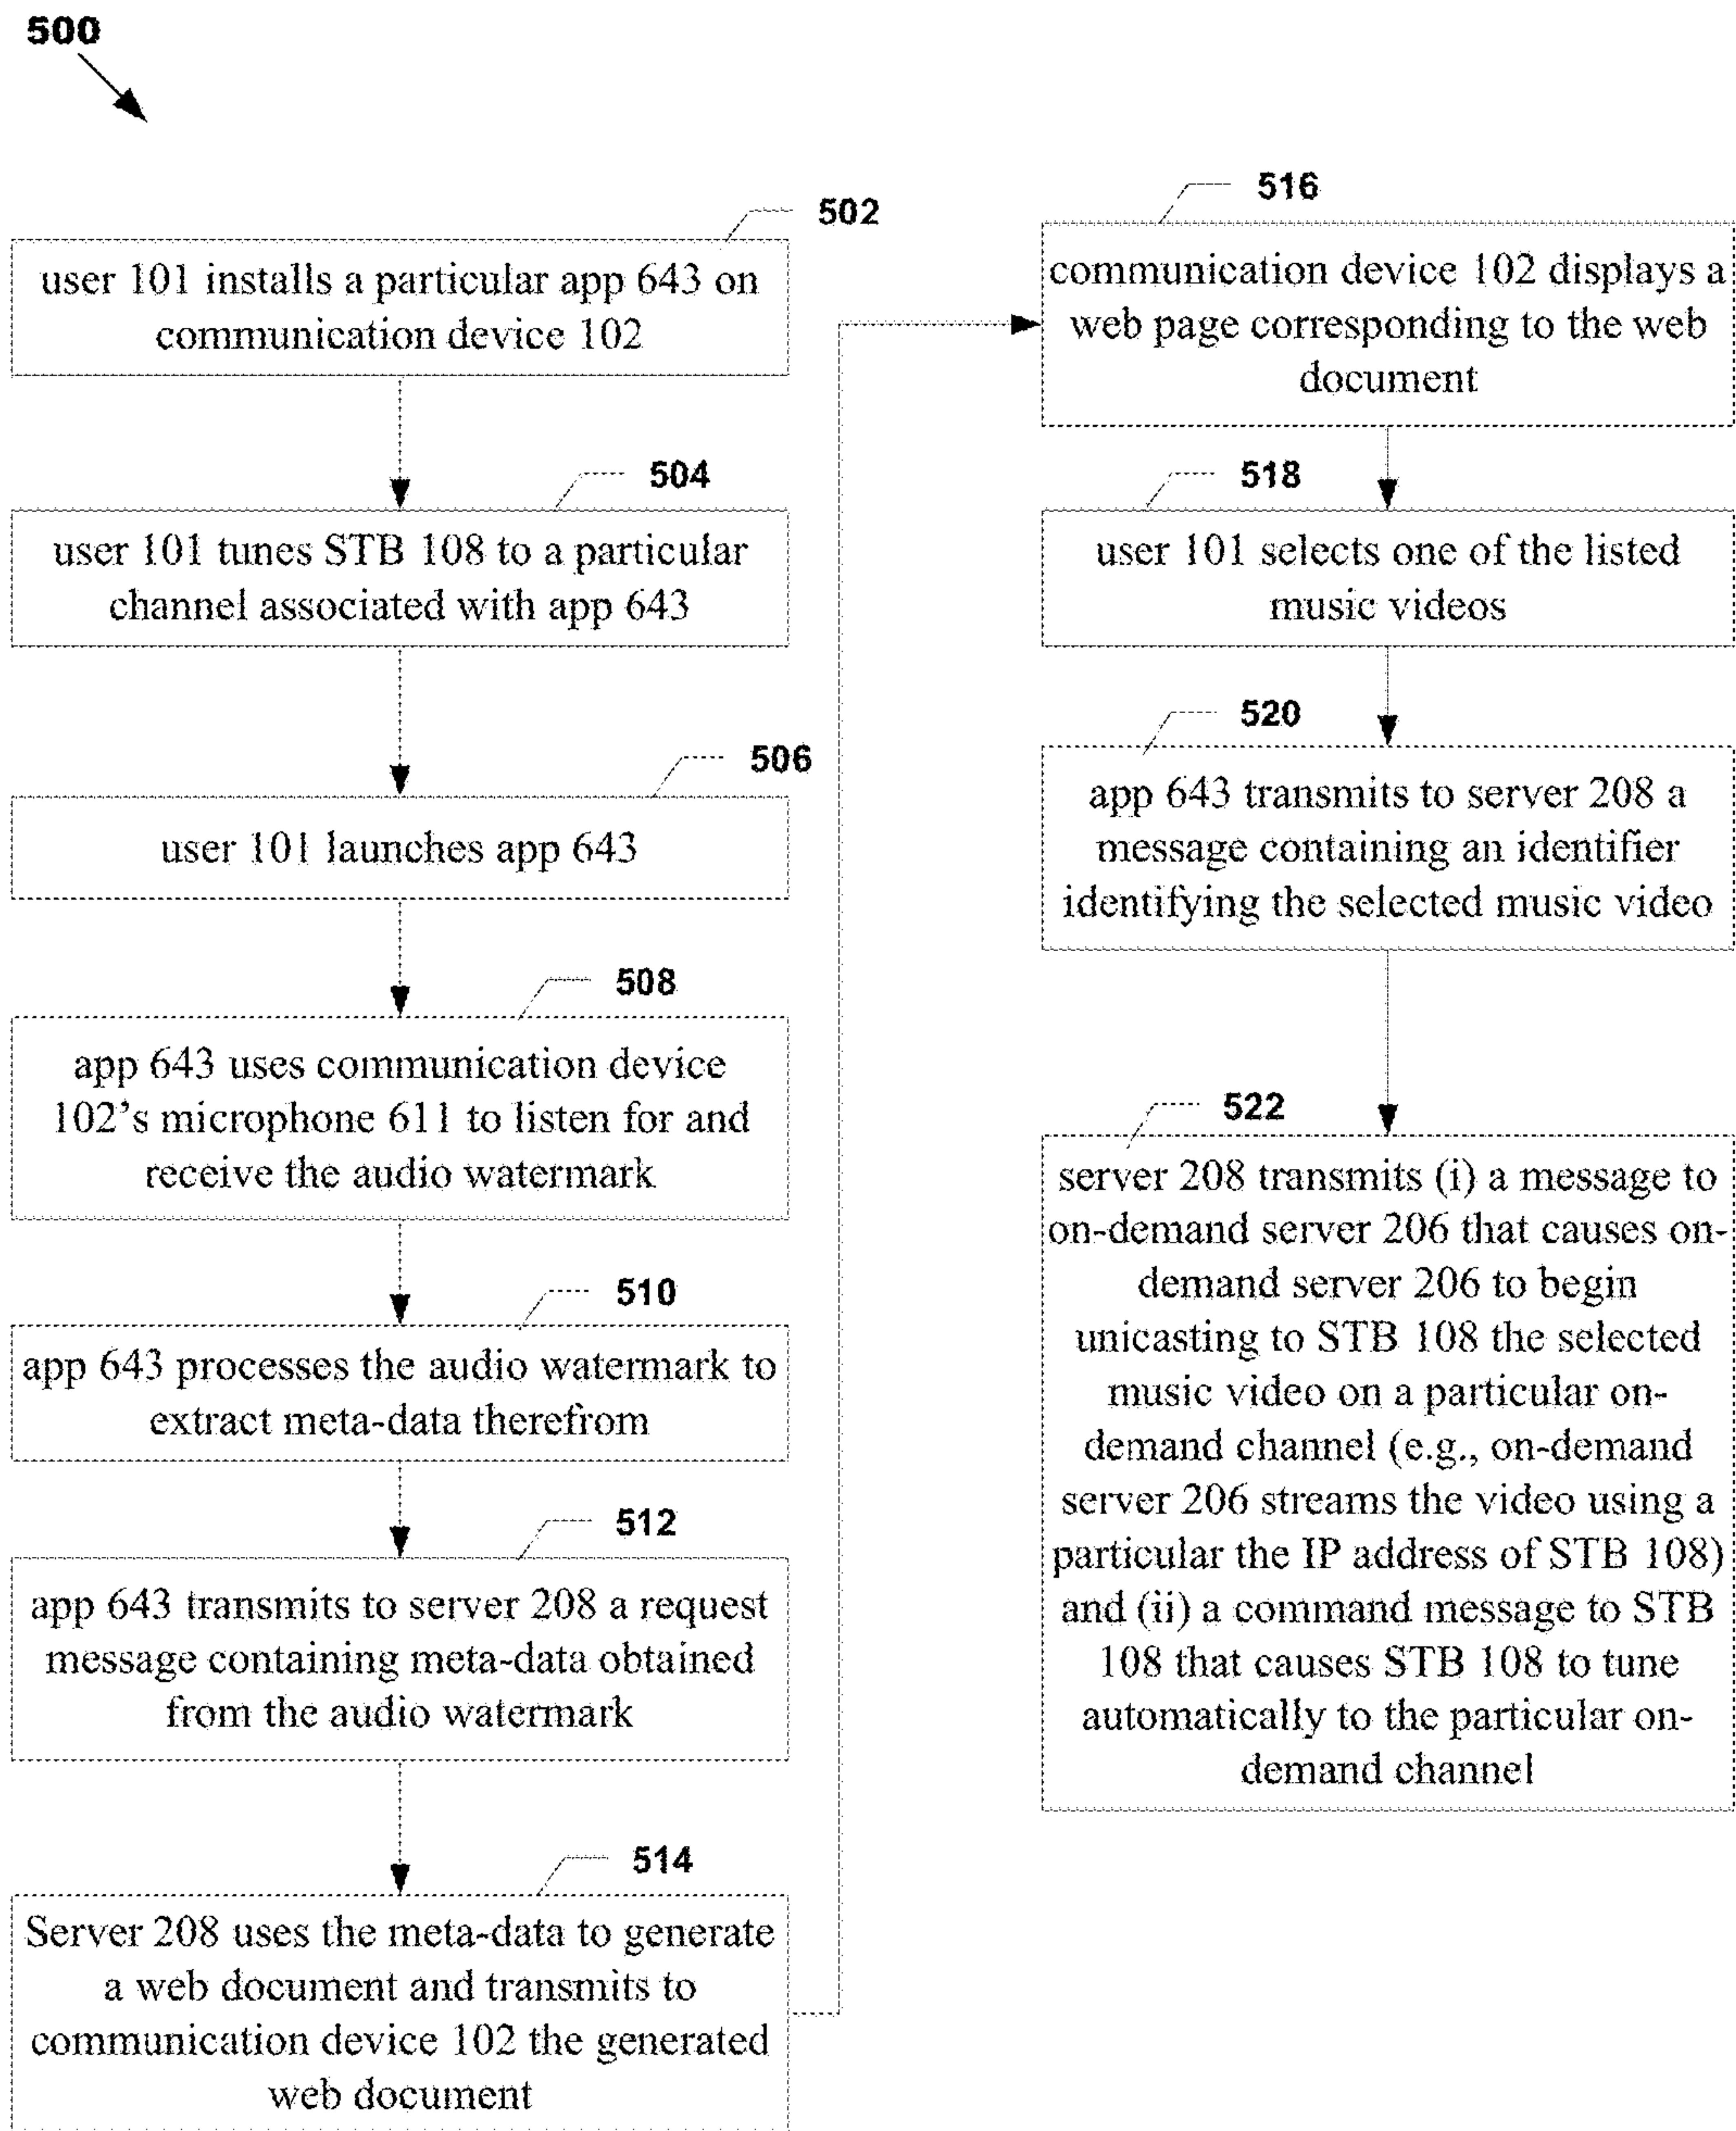 500
502
user 101 installs a particular app 643 on
communication device 102
504
user 101 tunes STB 108 to a particular
channel associated with app 643
506
user 101 launches app 643
508
app 643 uses communication device
102's microphone 611 to listen for and
receive the audio watermark
510
app 643 processes the audio watermark to
extract meta-data therefrom
512
app 643 transmits to server 208 a request
message containing meta-data obtained
from the audio watermark
514
Server 208 uses the meta-data to generate
a web document and transmits to
communication device 102 the generated
web document
516
communication device 102 displays a
web page corresponding to the web
document
518
user 101 selects one of the listed
music videos
520
app 643 transmits to server 208 a
message containing an identifier
identifying the selected music video
522
server 208 transmits (i) a message to
on-demand server 206 that causes on-
demand server 206 to begin
unicasting to STB 108 the selected
music video on a particular on-
demand channel (e.g., on-demand
server 206 streams the video using a
particular the IP address of STB 108)
and (ii) a command message to STB
108 that causes STB 108 to tune
automatically to the particular on-
demand channel